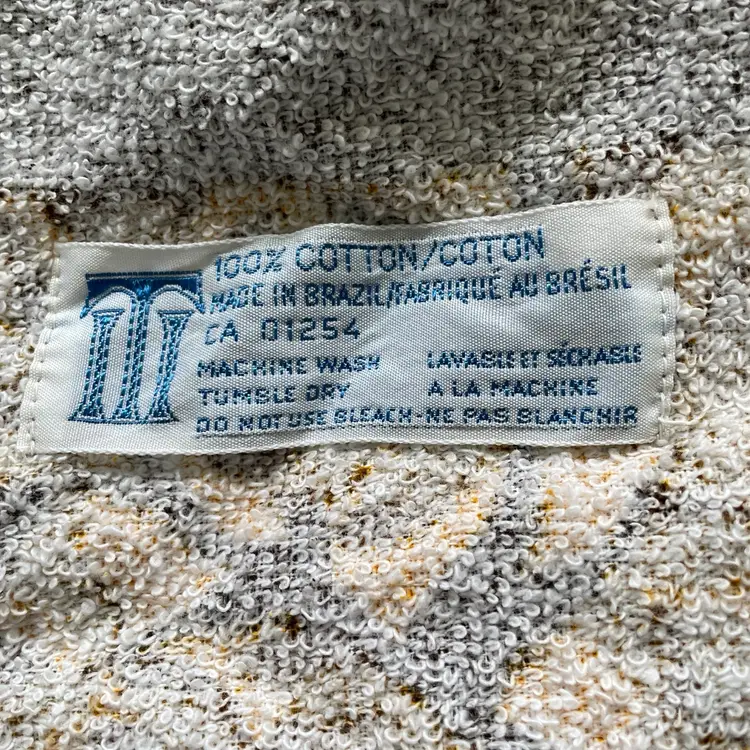 100% COTTON/COTON
MADE IN BRAZIL/FABRIQUÉ AU BRÉSIL
CA 01254
MACHINE WASH LAVABLE ET SÉCHABLE
TUMBLE DRY A LA MACHINE
DO NOT USE BLEACH-NE PAS BLANCHIR